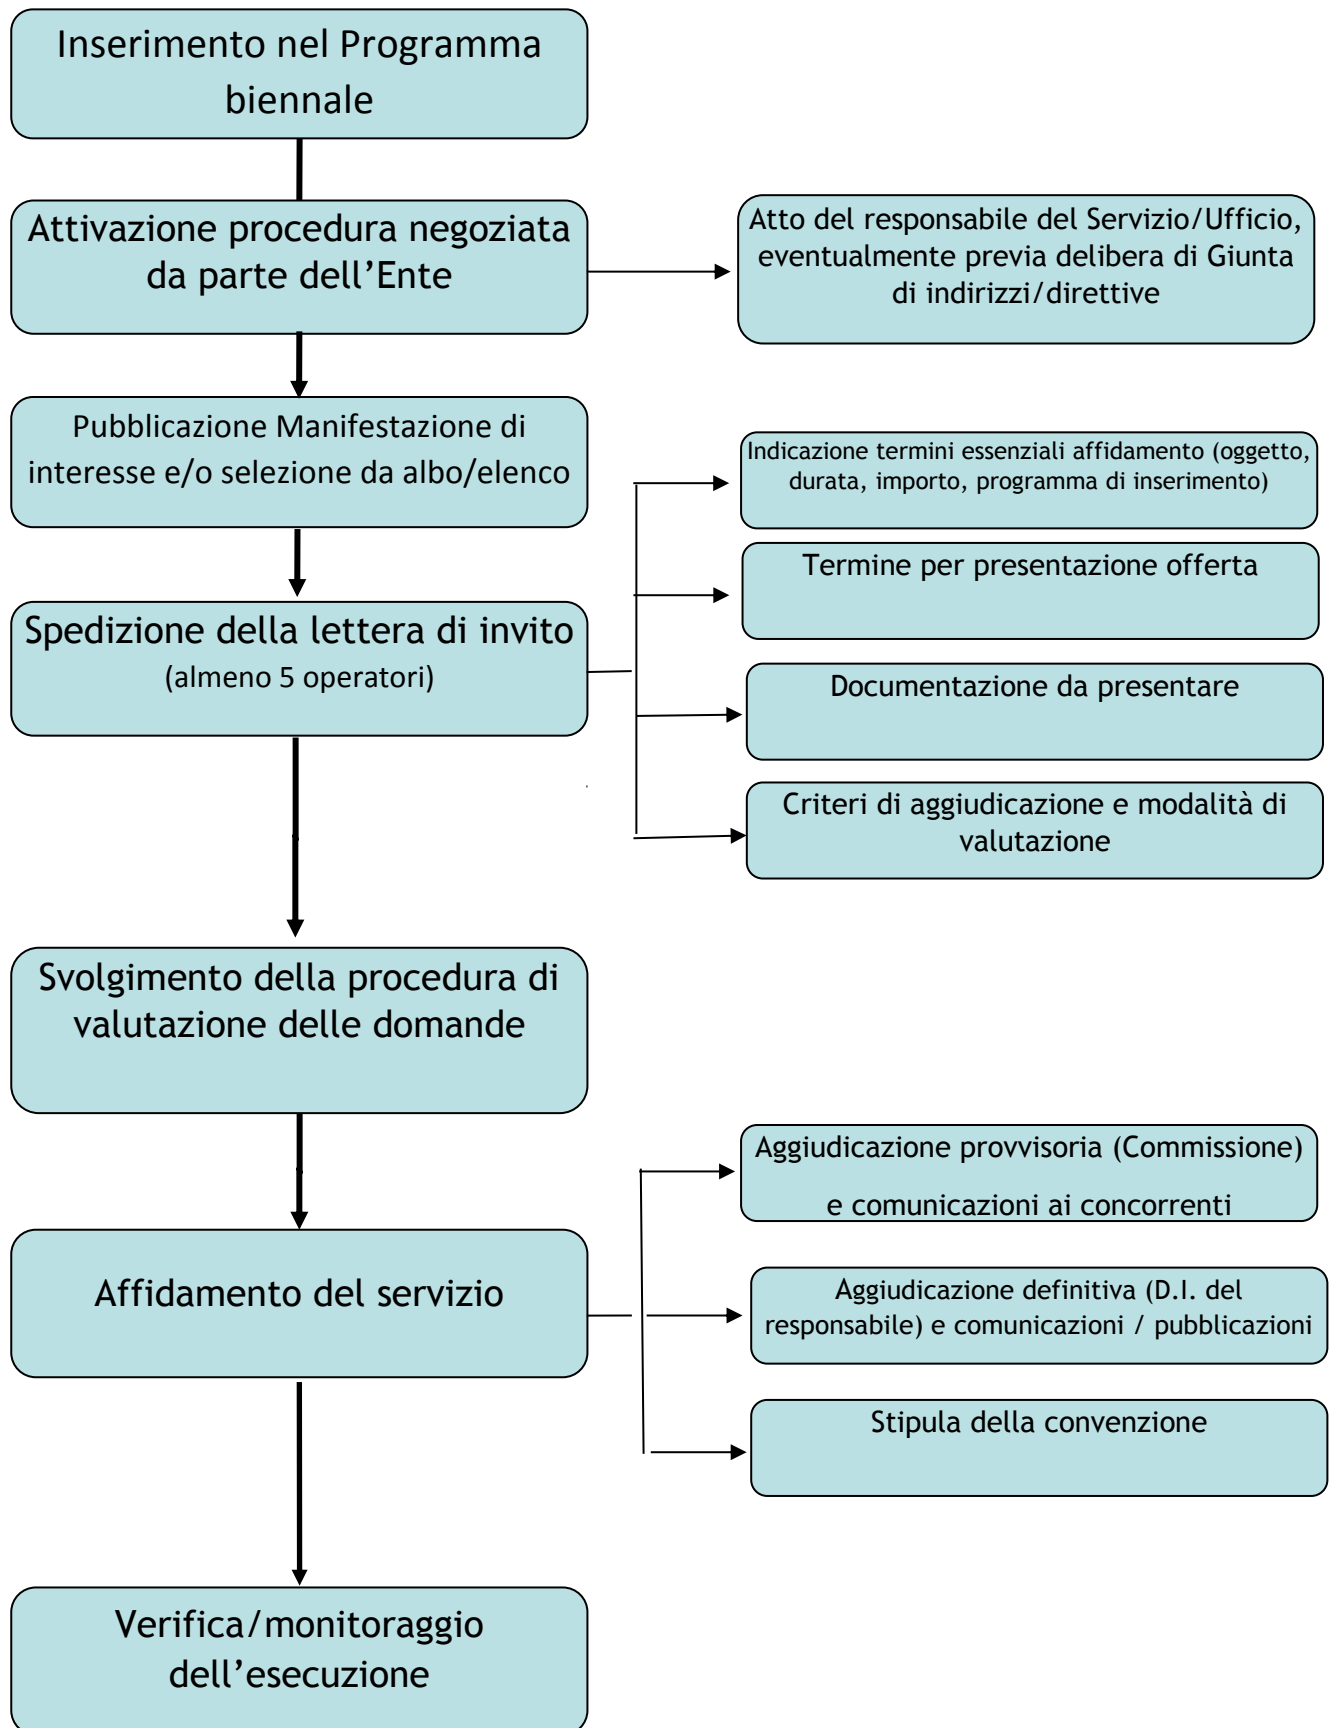 Inserimento nel Programma
biennale
Attivazione procedura negoziata
da parte dell’Ente
Atto del responsabile del Servizio/Ufficio,
eventualmente previa delibera di Giunta
di indirizzi/direttive
Pubblicazione Manifestazione di
interesse e/o selezione da albo/elenco
Spedizione della lettera di invito
(almeno 5 operatori)
Indicazione termini essenziali affidamento (oggetto,
durata, importo, programma di inserimento)
Termine per presentazione offerta
Documentazione da presentare
Criteri di aggiudicazione e modalità di
valutazione
Svolgimento della procedura di
valutazione delle domande
Affidamento del servizio
Aggiudicazione provvisoria (Commissione)
e comunicazioni ai concorrenti
Aggiudicazione definitiva (D.I. del
responsabile) e comunicazioni / pubblicazioni
Stipula della convenzione
Verifica/monitoraggio
dell’esecuzione